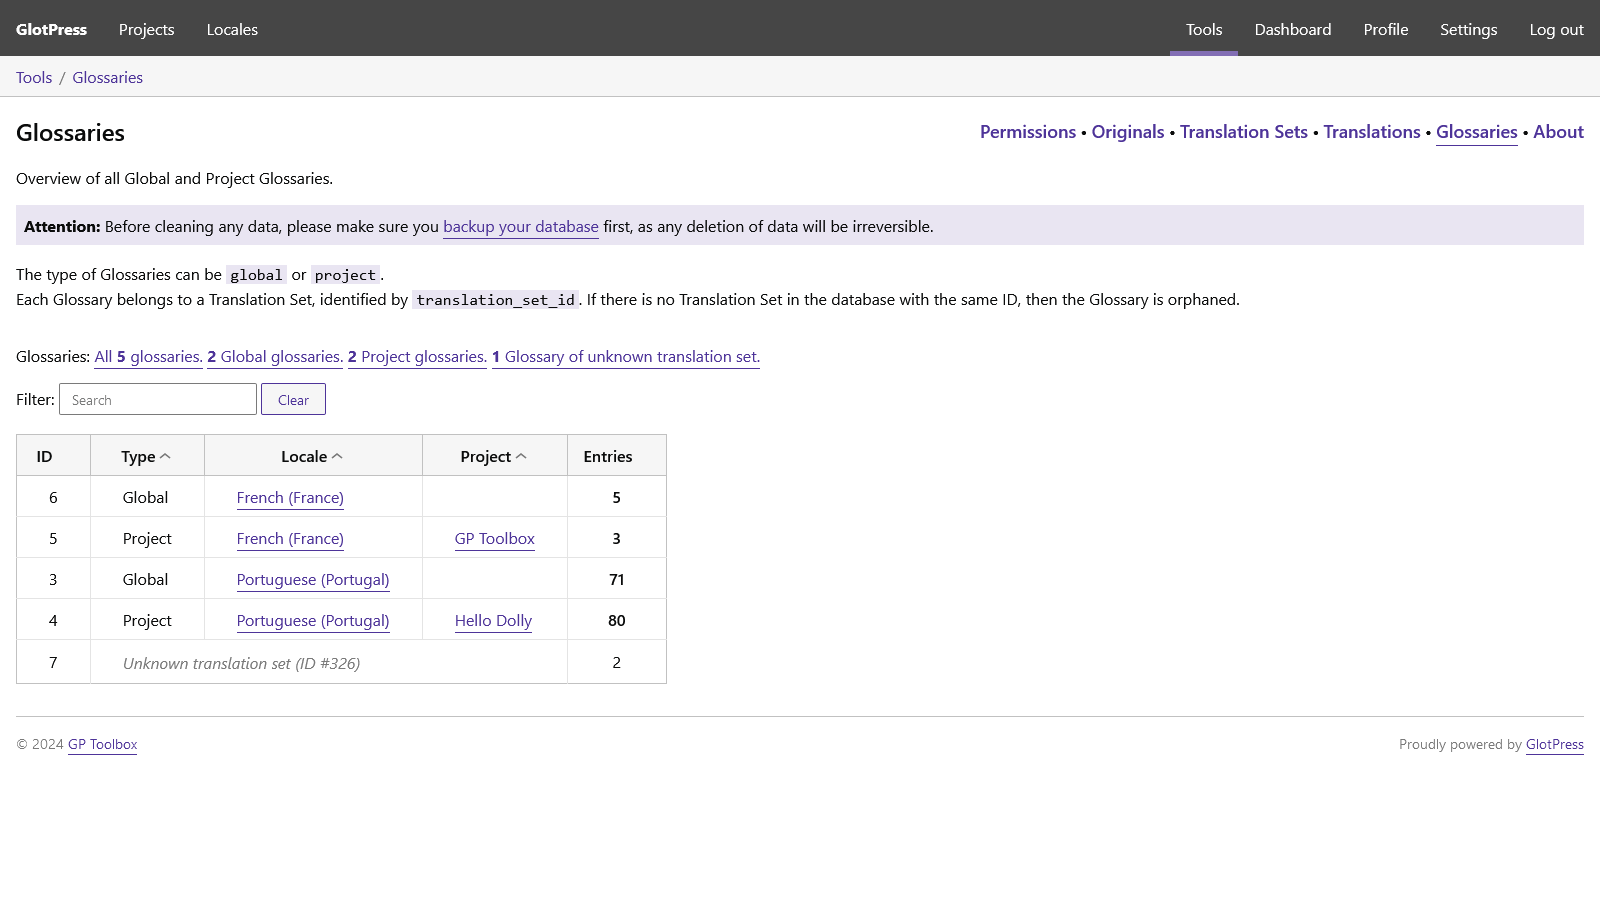 GlotPress Projects Locales Tools Dashboard Profile Settings Log out
Tools / Glossaries
Glossaries
Permissions • Originals • Translation Sets • Translations • Glossaries • About
Overview of all Global and Project Glossaries.
Attention: Before cleaning any data, please make sure you backup your database first, as any deletion of data will be irreversible.
The type of Glossaries can be global or project.
Each Glossary belongs to a Translation Set, identified by translation_set_id. If there is no Translation Set in the database with the same ID, then the Glossary is orphaned.
Glossaries: All 5 glossaries. 2 Global glossaries. 2 Project glossaries. 1 Glossary of unknown translation set.
Filter: Search Clear
ID Type Locale Project Entries
6 Global French (France) 5
5 Project French (France) GP Toolbox 3
3 Global Portuguese (Portugal) 71
4 Project Portuguese (Portugal) Hello Dolly 80
7 Unknown translation set (ID #326) 2
© 2024 GP Toolbox
Proudly powered by GlotPress